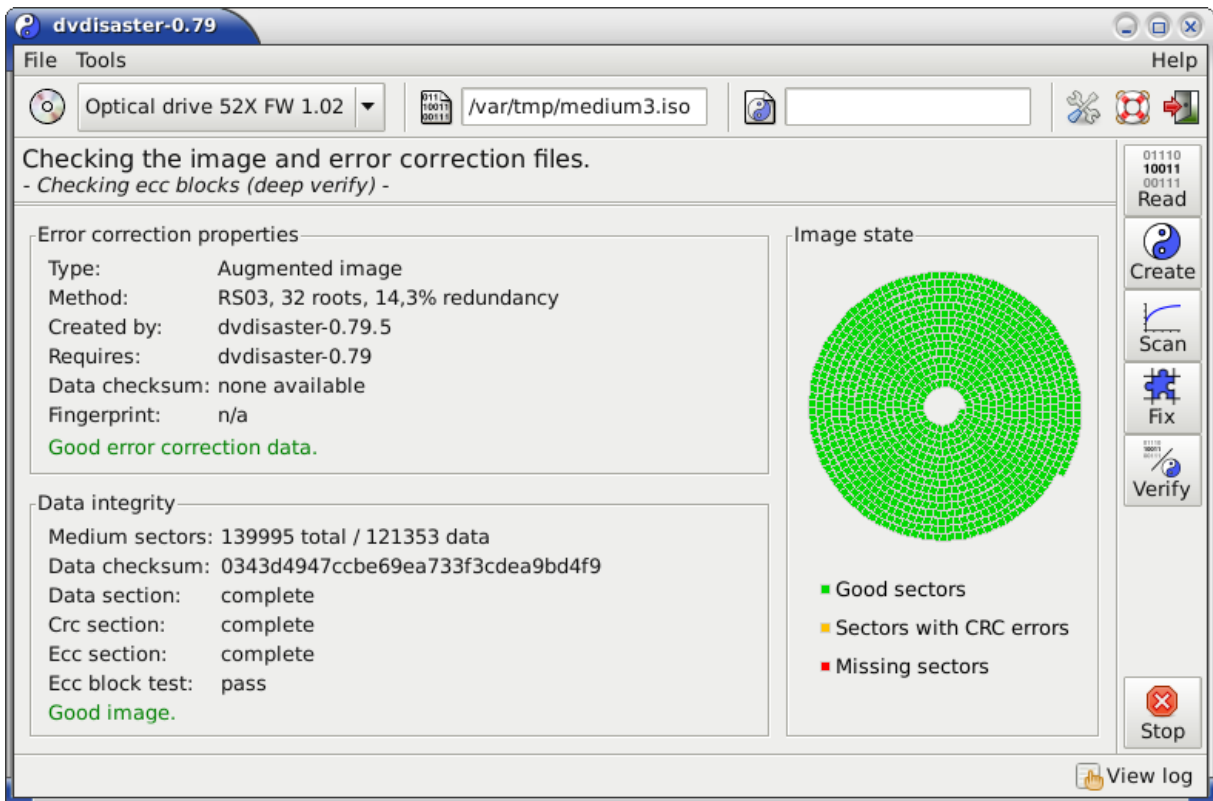 dvdisaster-0.79
File Tools Help
Optical drive 52X FW 1.02 /var/tmp/medium3.iso
Checking the image and error correction files.
- Checking ecc blocks (deep verify) -
Error correction properties
Type: Augmented image
Method: RS03, 32 roots, 14,3% redundancy
Created by: dvdisaster-0.79.5
Requires: dvdisaster-0.79
Data checksum: none available
Fingerprint: n/a
Good error correction data.
Data integrity
Medium sectors: 139995 total / 121353 data
Data checksum: 0343d4947ccbe69ea733f3cdea9bd4f9
Data section: complete
Crc section: complete
Ecc section: complete
Ecc block test: pass
Good image.
Image state
Good sectors
Sectors with CRC errors
Missing sectors
01110
10011
00111
Read
Create
Scan
Fix
Verify
Stop
View log